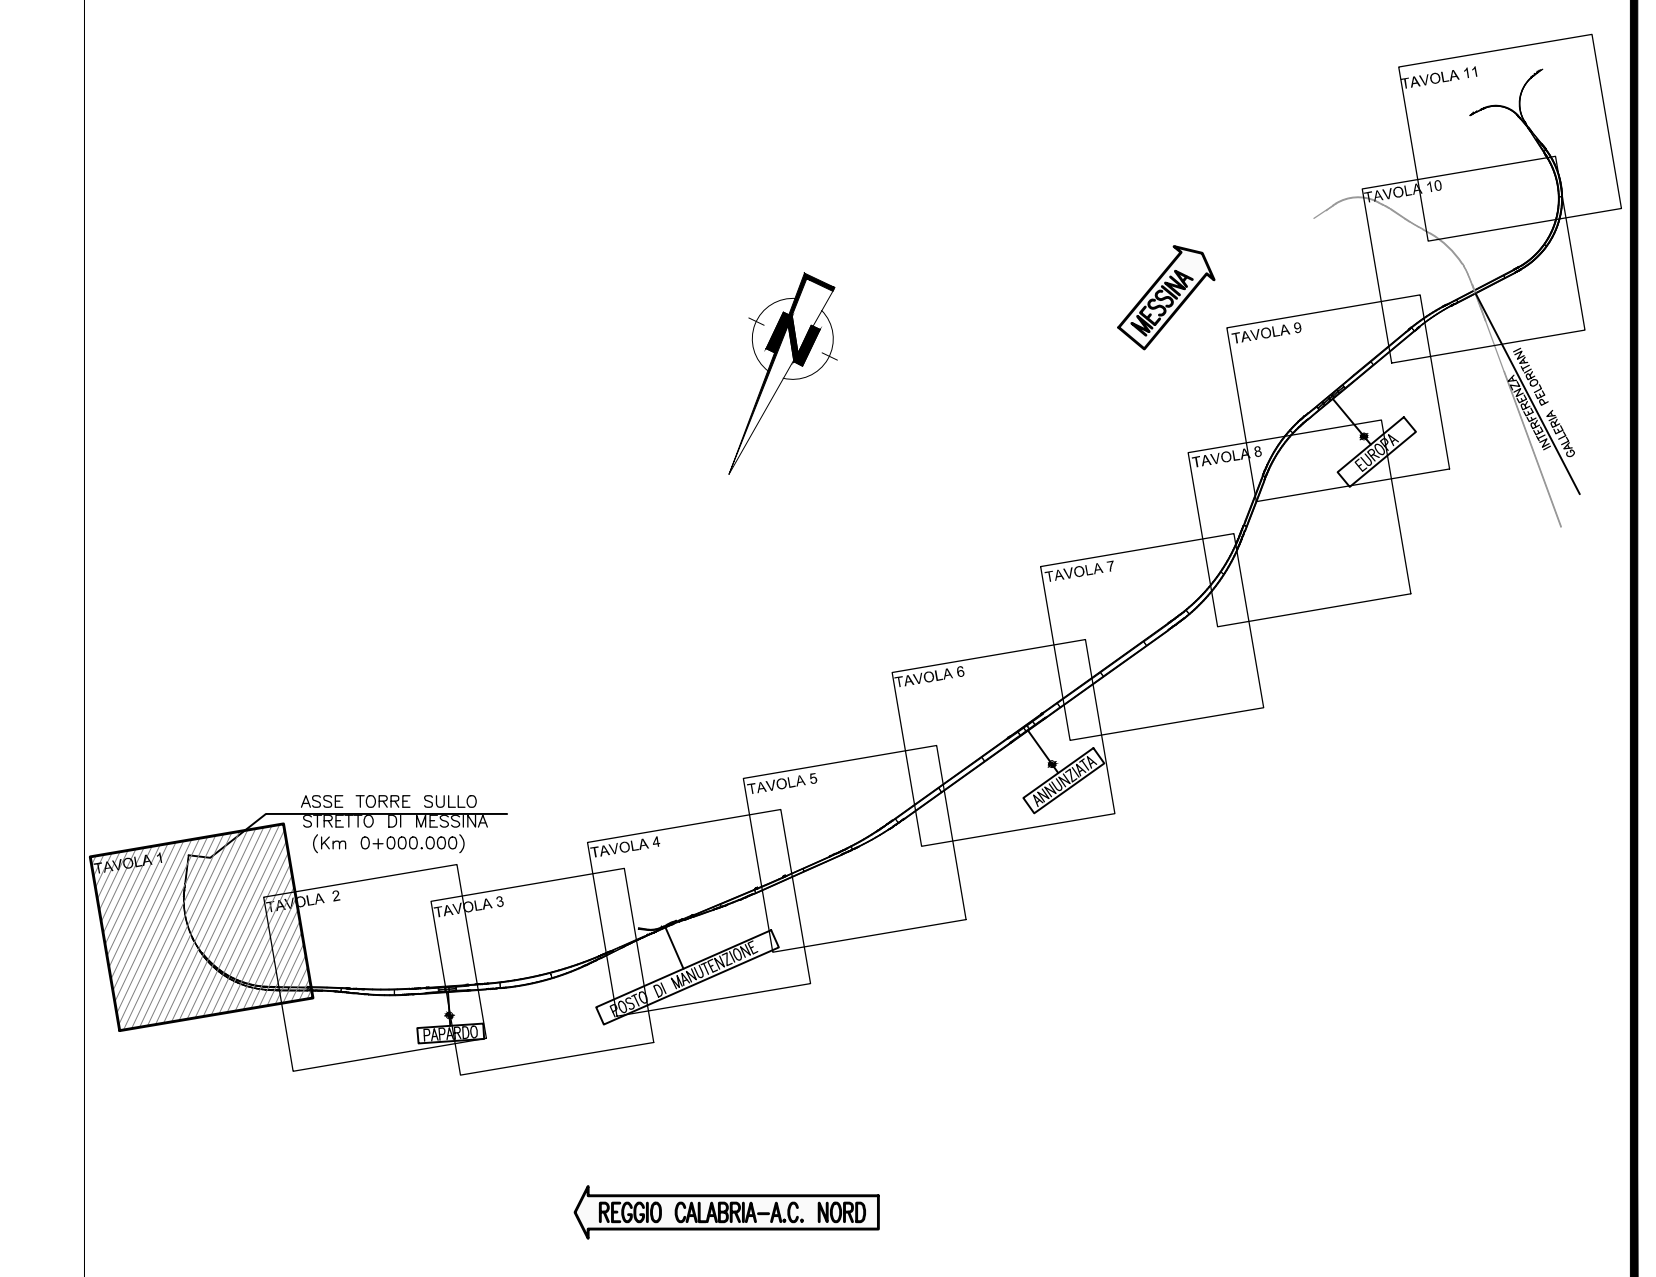 TAVOLA 11
TAVOLA 10
MESSINA
N
TAVOLA 9
INTERFERENZA
GALLERIA PELORITANI
EUROPA
TAVOLA 8
TAVOLA 7
TAVOLA 6
ANNUNZIATA
TAVOLA 5
ASSE TORRE SULLO
STRETTO DI MESSINA
(Km 0+000.000)
TAVOLA 4
TAVOLA 1
TAVOLA 2
TAVOLA 3
POSTO DI MANUTENZIONE
PAPARDO
REGGIO CALABRIA-A.C. NORD